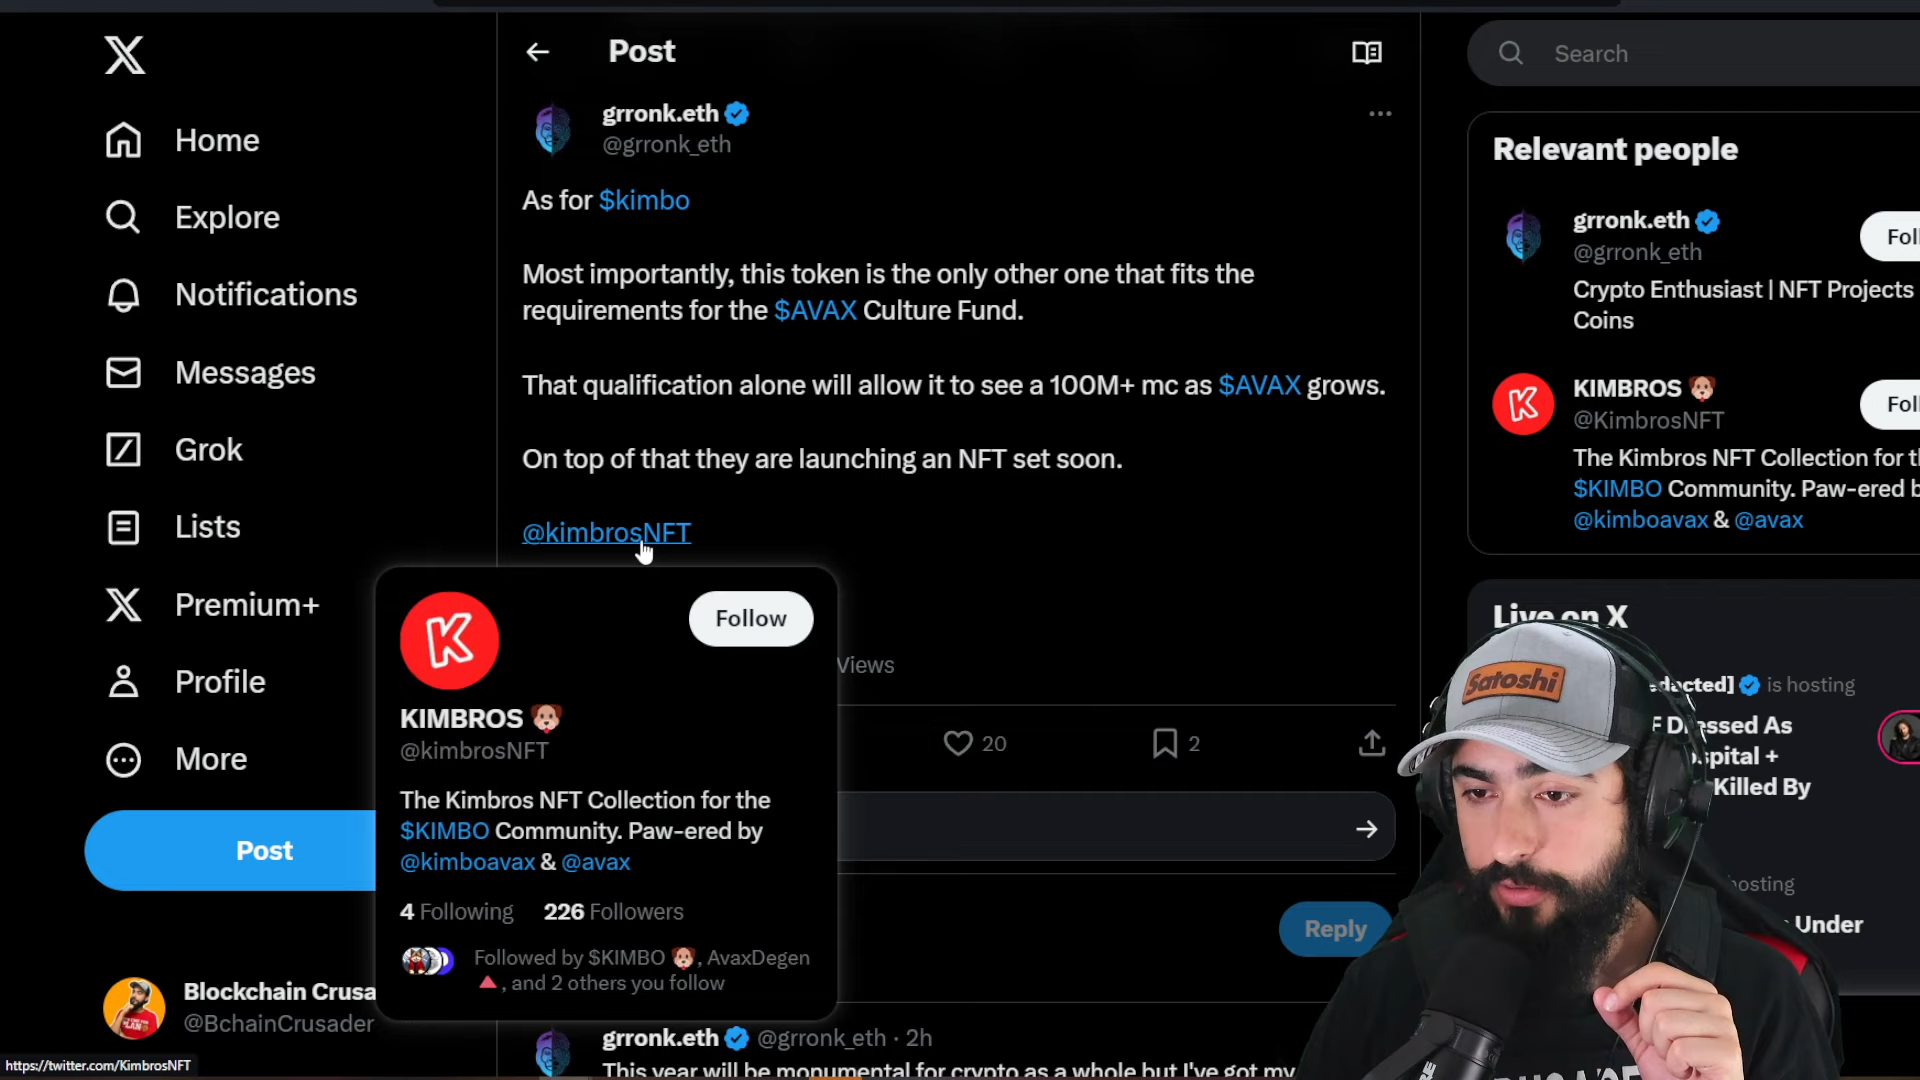 Home
Explore
Notifications
Messages
Grok
Lists
Premium+
Profile
More
Post
Blockchain Crusa
@BchainCrusader
https://twitter.com/KimbrosNFT
Post
grronk.eth
@grronk_eth
As for $kimbo
Most importantly, this token is the only other one that fits the
requirements for the $AVAX Culture Fund.
That qualification alone will allow it to see a 100M+ mc as $AVAX grows.
On top of that they are launching an NFT set soon.
@kimbrosNFT
Views
20
2
Reply
Follow
KIMBROS
@kimbrosNFT
The Kimbros NFT Collection for the
$KIMBO Community. Paw-ered by
@kimboavax & @avax
4 Following 226 Followers
Followed by $KIMBO, AvaxDegen
, and 2 others you follow
grronk.eth @grronk_eth · 2h
This year will be monumental for crypto as a whole but I've got my
Search
Relevant people
grronk.eth
@grronk_eth
Foll
Crypto Enthusiast | NFT Projects
Coins
KIMBROS
@KimbrosNFT
Foll
The Kimbros NFT Collection for t
$KIMBO Community. Paw-ered b
@kimboavax & @avax
Live on X
edacted] is hosting
Killed By
hosting
Under
Satoshi